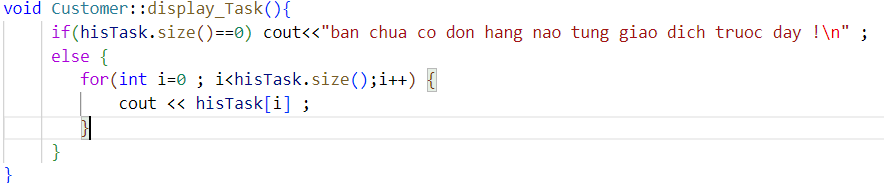 void Customer::display_Task(){
if(hisTask.size()==0) cout<<"ban chua co don hang nao tung giao dich truoc day !\n" ;
else {
for(int i=0 ; i<hisTask.size();i++) {
cout << hisTask[i] ;
}
}
}